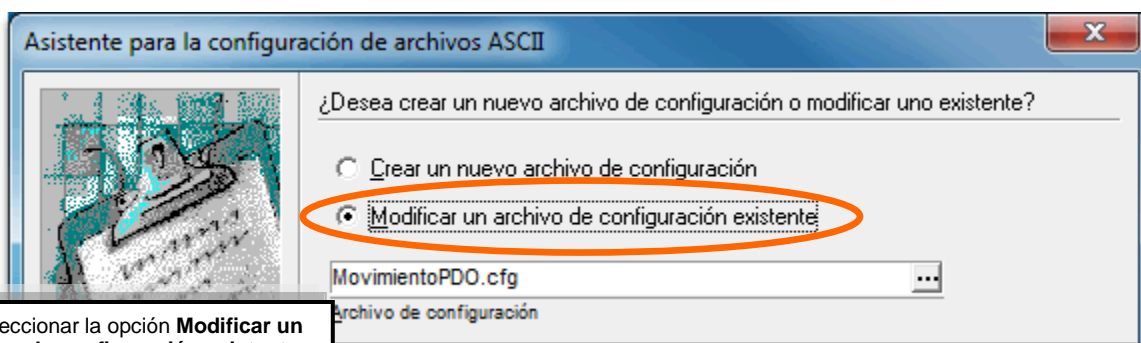 Asistente para la configuración de archivos ASCII
¿Desea crear un nuevo archivo de configuración o modificar uno existente?
Crear un nuevo archivo de configuración
Modificar un archivo de configuración existente
MovimientoPDO.cfg
...
Archivo de configuración
eccionar la opción Modificar un